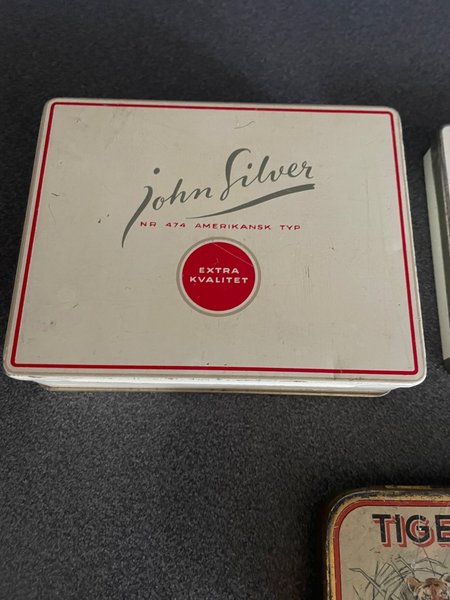 John Silver
NR 474 AMERIKANSK TYP
EXTRA
KVALITET
TIGE